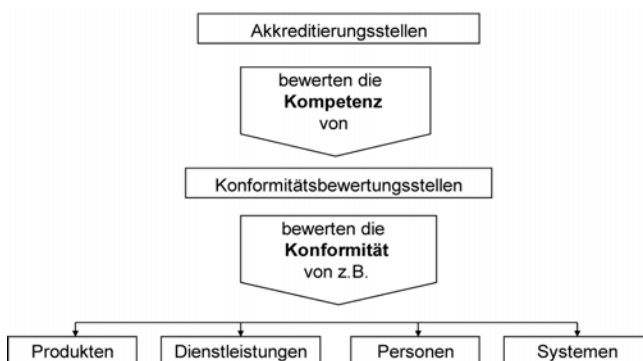 Akkreditierungsstellen
bewerten die
Kompetenz
von
Konformitätsbewertungsstellen
bewerten die
Konformität
von z.B.
Produkten Dienstleistungen Personen Systemen